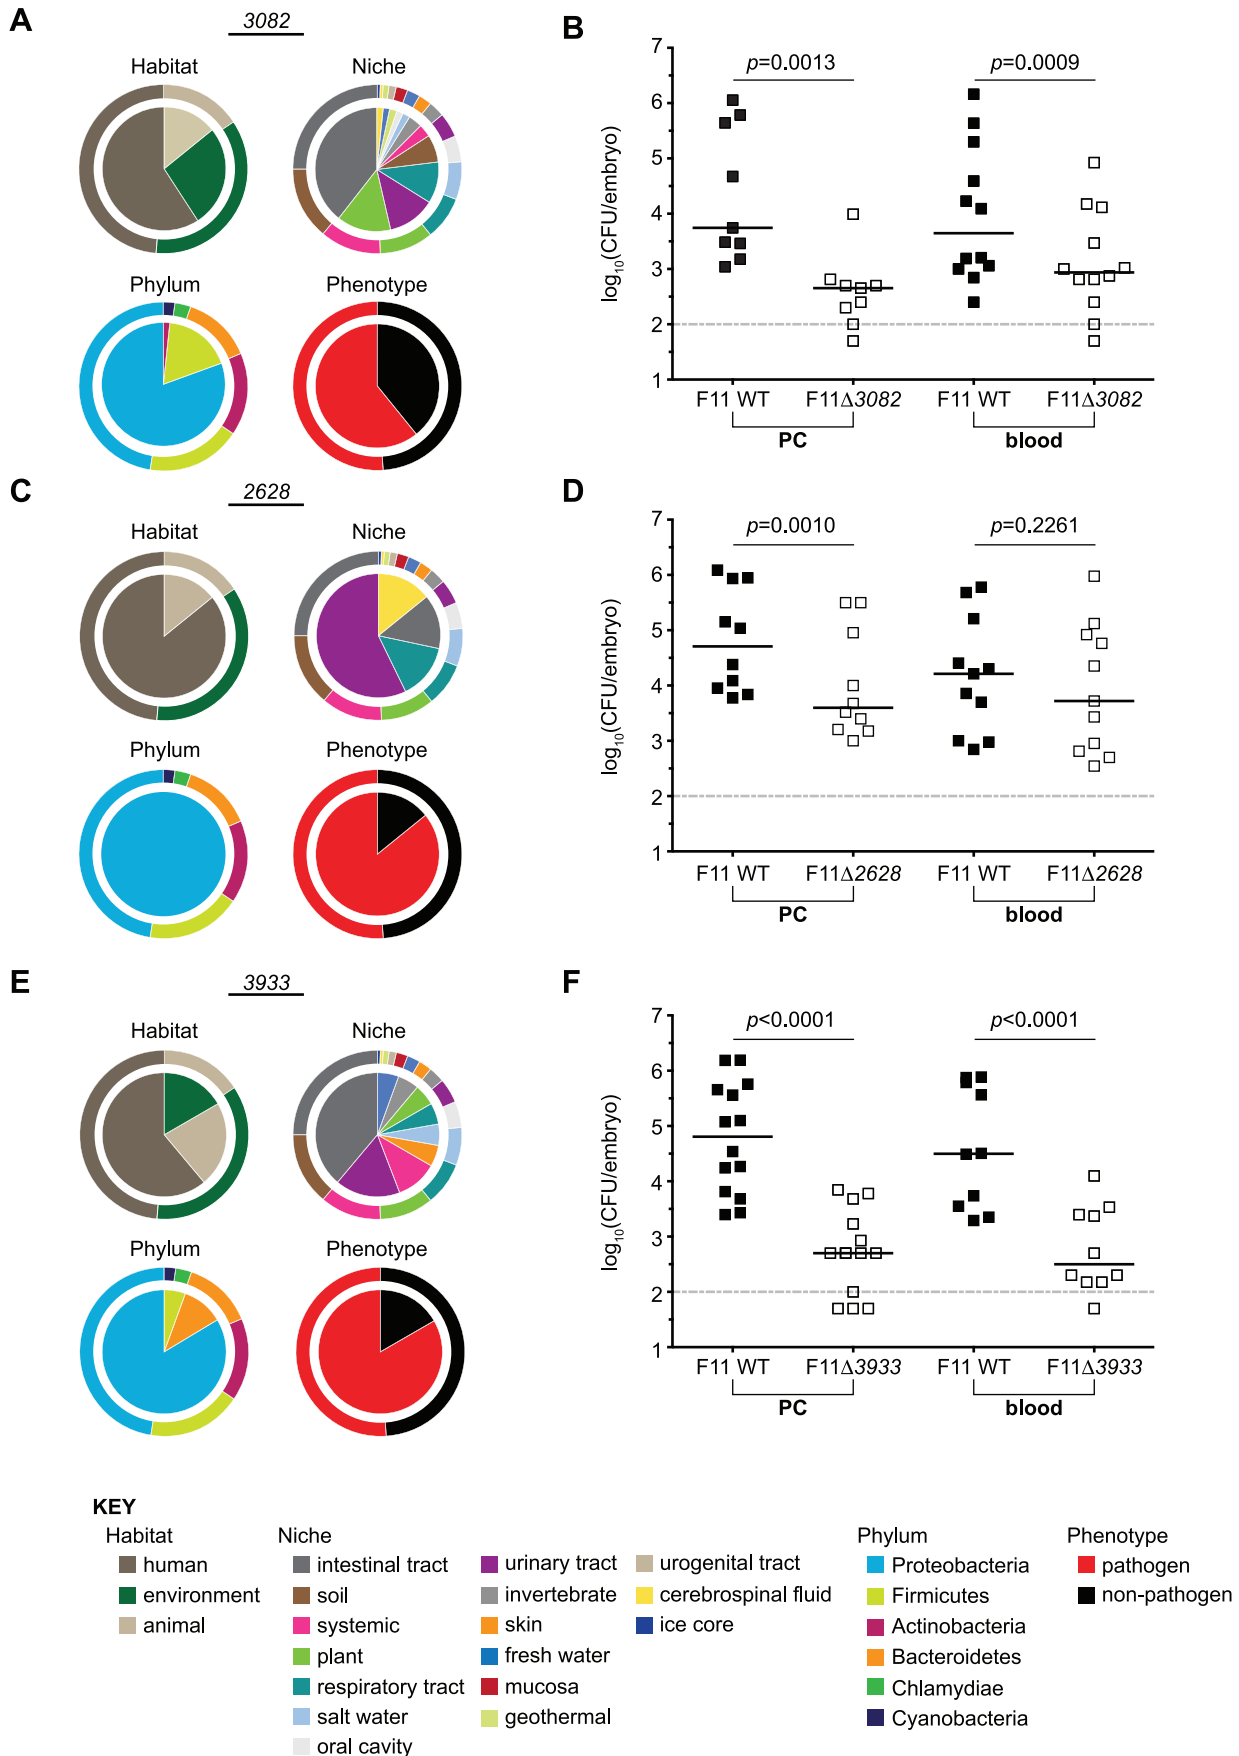 A
3082
Habitat
Niche
Phylum
Phenotype
B
7
6
5
4
3
2
1
log10(CFU/embryo)
p=0.0013
p=0.0009
F11 WT
F11Δ3082
F11 WT
F11Δ3082
PC
blood
C
2628
Habitat
Niche
Phylum
Phenotype
D
7
6
5
4
3
2
1
log10(CFU/embryo)
p=0.0010
p=0.2261
F11 WT
F11Δ2628
F11 WT
F11Δ2628
PC
blood
E
3933
Habitat
Niche
Phylum
Phenotype
F
7
6
5
4
3
2
1
log10(CFU/embryo)
p<0.0001
p<0.0001
F11 WT
F11Δ3933
F11 WT
F11Δ3933
PC
blood
KEY
Habitat
human
environment
animal
Niche
intestinal tract
soil
systemic
plant
respiratory tract
salt water
oral cavity
urinary tract
invertebrate
skin
fresh water
mucosa
geothermal
urogenital tract
cerebrospinal fluid
ice core
Phylum
Proteobacteria
Firmicutes
Actinobacteria
Bacteroidetes
Chlamydiae
Cyanobacteria
Phenotype
pathogen
non-pathogen